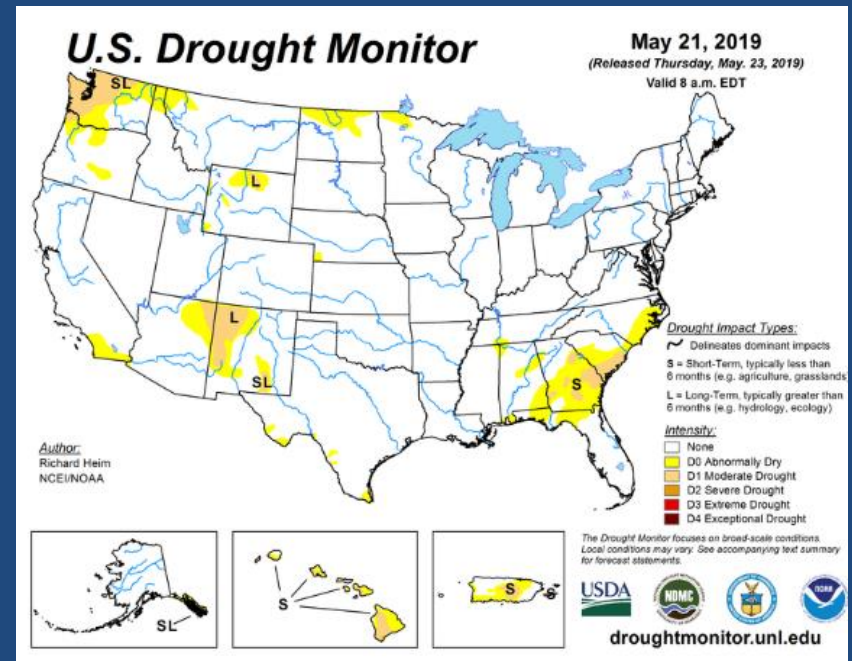 U.S. Drought Monitor
May 21, 2019
(Released Thursday, May. 23, 2019)
Valid 8 a.m. EDT
SL
L
L
SL
S
Drought Impact Types:
Delineates dominant impacts
S = Short-Term, typically less than
6 months (e.g. agriculture, grasslands
L = Long-Term, typically greater than
6 months (e.g. hydrology, ecology)
Intensity:
None
D0 Abnormally Dry
D1 Moderate Drought
D2 Severe Drought
D3 Extreme Drought
D4 Exceptional Drought
Author:
Richard Heim
NCEI/NOAA
The Drought Monitor focuses on broad-scale conditions.
Local conditions may vary. See accompanying text summary
for forecast statements.
SL
S
S
S
USDA
NDMC
NOAA
droughtmonitor.unl.edu